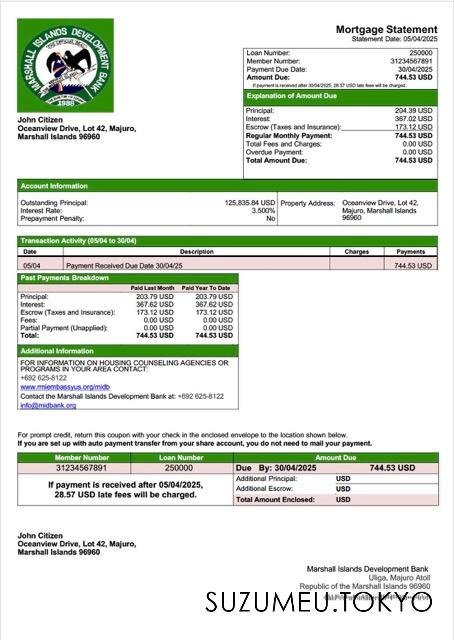 MARSHALL ISLANDS DEVELOPMENT BANK
1988
Mortgage Statement
Statement Date: 05/04/2025
Loan Number: 250000
Member Number: 31234567891
Payment Due Date: 30/04/2025
Amount Due: 744.53 USD
If payment is received after 30/04/2025, 28.57 USD late fees will be charged.
Explanation of Amount Due
Principal: 204.39 USD
Interest: 367.02 USD
Escrow (Taxes and Insurance): 173.12 USD
Regular Monthly Payment: 744.53 USD
Total Fees and Charges: 0.00 USD
Overdue Payment: 0.00 USD
Total Amount Due: 744.53 USD
John Citizen
Oceanview Drive, Lot 42, Majuro,
Marshall Islands 96960
Account Information
Outstanding Principal: 125,835.84 USD
Interest Rate: 3.500%
Prepayment Penalty: No
Property Address: Oceanview Drive, Lot 42,
Majuro, Marshall Islands
96960
Transaction Activity (05/04 to 30/04)
Date Description Charges Payments
05/04 Payment Received Due Date 30/04/25 744.53 USD
Past Payments Breakdown
Paid Last Month Paid Year To Date
Principal: 203.79 USD 203.79 USD
Interest: 367.62 USD 367.62 USD
Escrow (Taxes and Insurance): 173.12 USD 173.12 USD
Fees: 0.00 USD 0.00 USD
Partial Payment (Unapplied): 0.00 USD 0.00 USD
Total: 744.53 USD 744.53 USD
Additional Information
FOR INFORMATION ON HOUSING COUNSELING AGENCIES OR
PROGRAMS IN YOUR AREA CONTACT:
+692 625-8122
www.rmiembassyus.org/midb
Contact the Marshall Islands Development Bank at: +692 625-8122
info@midbank.org
For prompt credit, return this coupon with your check in the enclosed envelope to the location shown below.
If you are set up with auto payment transfer from your share account, you do not need to mail your payment.
Member Number Loan Number Amount Due
31234567891 250000 Due By: 30/04/2025 744.53 USD
If payment is received after 05/04/2025,
28.57 USD late fees will be charged.
Additional Principal: USD
Additional Escrow: USD
Total Amount Enclosed: USD
John Citizen
Oceanview Drive, Lot 42, Majuro,
Marshall Islands 96960
Marshall Islands Development Bank
Uliga, Majuro Atoll
Republic of the Marshall Islands 96960
SUZUMEU.TOKYO